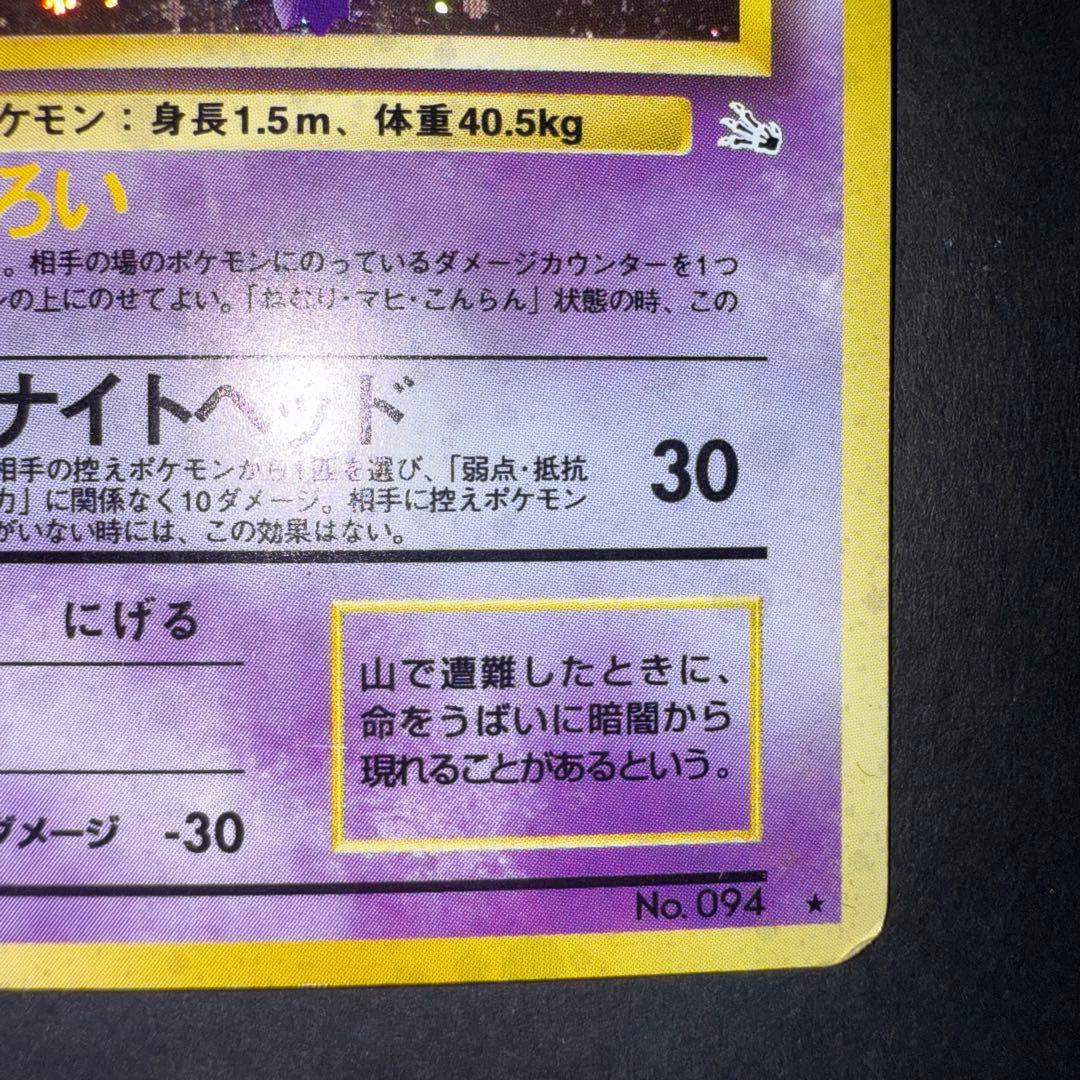 ケモン：身長1.5m、体重40.5kg
ろい
。相手の場のポケモンにのっているダメージカウンターを1つ
の上にのせてよい。「ねむり・マヒ・こんらん」状態の時、この
ナイトヘッド
30
相手の控えポケモンから1匹を選び、「弱点・抵抗
力」に関係なく10ダメージ。相手に控えポケモン
がいない時には、この効果はない。
にげる
山で遭難したときに、
命をうばいに暗闇から
現れることがあるという。
ダメージ -30
No. 094 ★